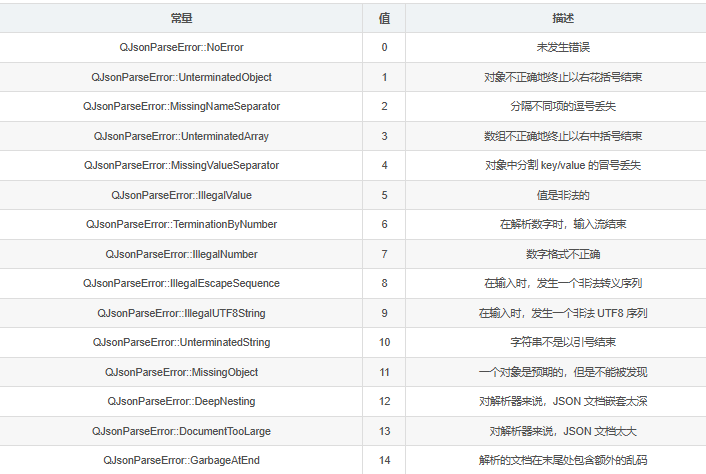 常量 值 描述
QJsonParseError::NoError 0 未发生错误
QJsonParseError::UnterminatedObject 1 对象不正确地终止以右花括号结束
QJsonParseError::MissingNameSeparator 2 分隔不同项的逗号丢失
QJsonParseError::UnterminatedArray 3 数组不正确地终止以右中括号结束
QJsonParseError::MissingValueSeparator 4 对象中分割 key/value 的冒号丢失
QJsonParseError::IllegalValue 5 值是非法的
QJsonParseError::TerminationByNumber 6 在解析数字时，输入流结束
QJsonParseError::IllegalNumber 7 数字格式不正确
QJsonParseError::IllegalEscapeSequence 8 在输入时，发生一个非法转义序列
QJsonParseError::IllegalUTF8String 9 在输入时，发生一个非法 UTF8 序列
QJsonParseError::UnterminatedString 10 字符串不是以引号结束
QJsonParseError::MissingObject 11 一个对象是预期的，但是不能被发现
QJsonParseError::DeepNesting 12 对解析器来说，JSON 文档嵌套太深
QJsonParseError::DocumentTooLarge 13 对解析器来说，JSON 文档太大
QJsonParseError::GarbageAtEnd 14 解析的文档在末尾处包含额外的乱码